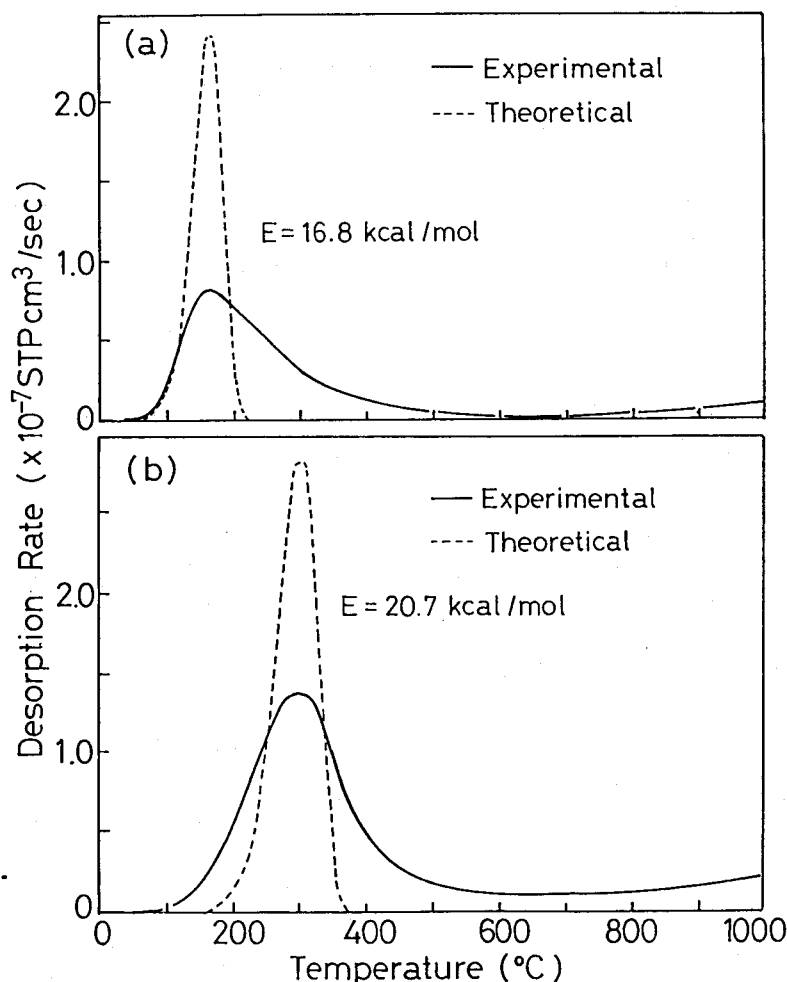 (a)
— Experimental
---- Theoretical
2.0
E = 16.8 kcal/mol
1.0
0
Desorption Rate (x10⁻⁷STPcm³/sec)
(b)
— Experimental
---- Theoretical
2.0
E = 20.7 kcal/mol
1.0
0
0 200 400 600 800 1000
Temperature (°C)